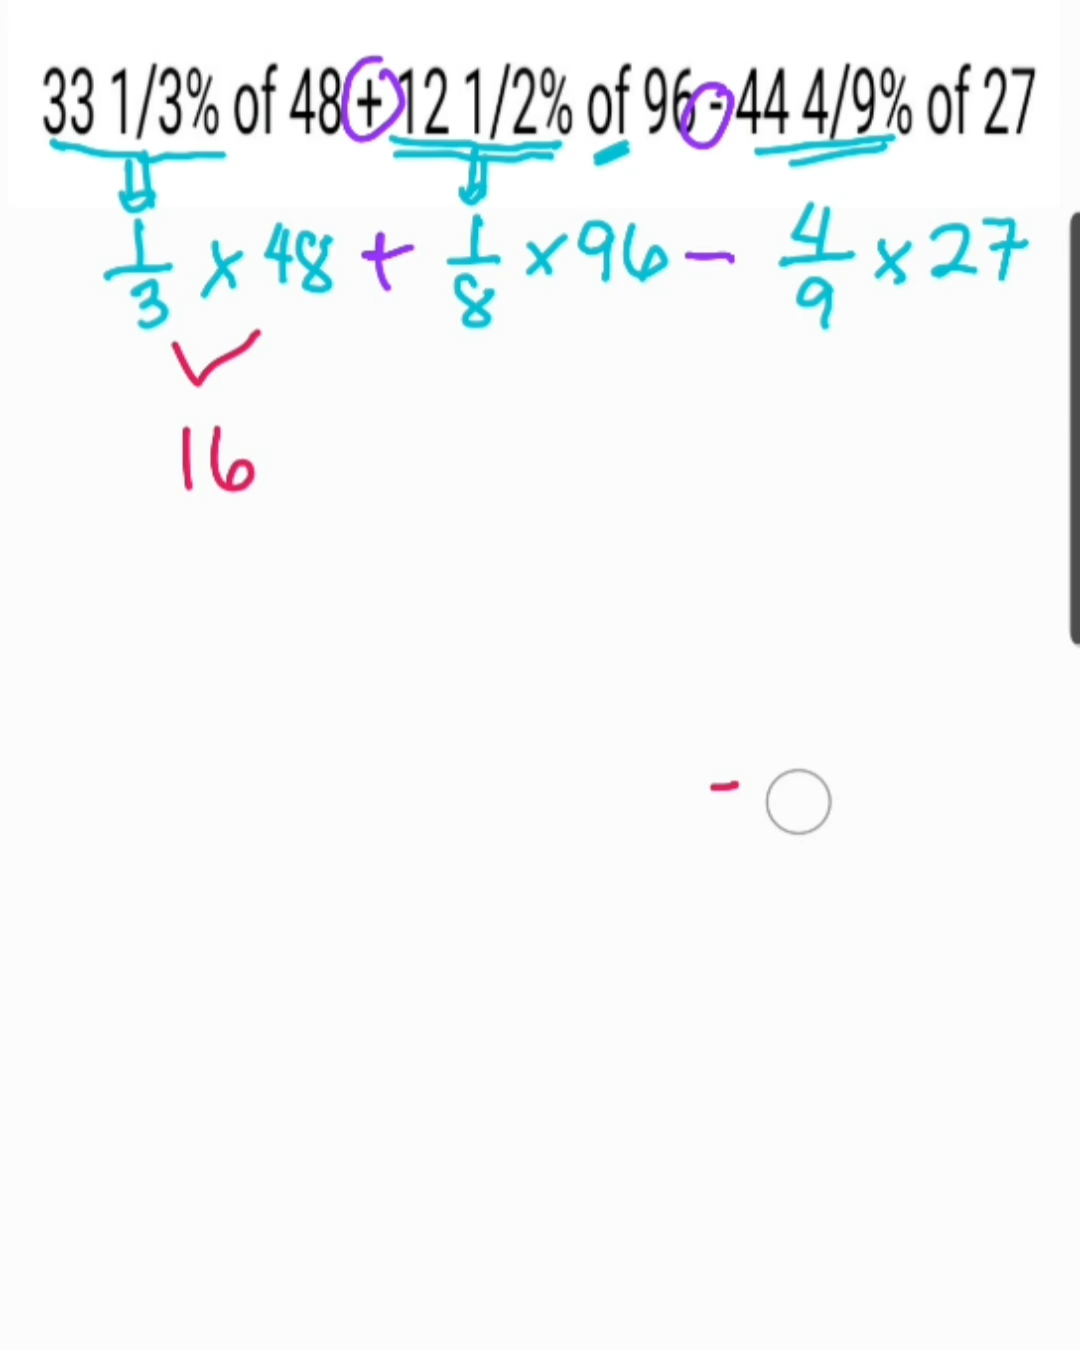 33 1/3% of 48 + 12 1/2% of 96 - 44 4/9% of 27
1/3 x 48 + 1/8 x 96 - 4/9 x 27
16
-